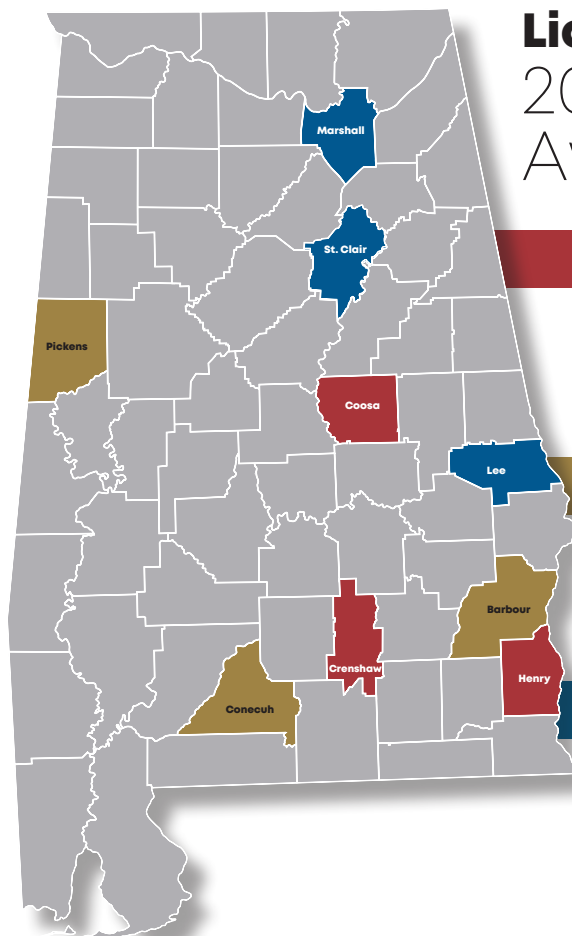 Marshall
St. Clair
Pickens
Coosa
Lee
Barbour
Crenshaw
Henry
Conecuh